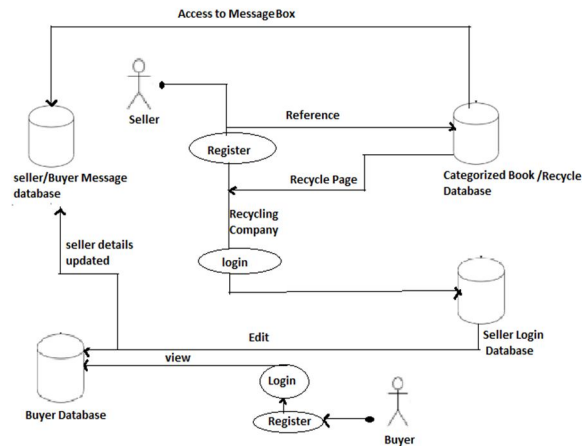 Access to MessageBox
Seller
Reference
Register
seller/Buyer Message
database
Categorized Book /Recycle
Database
Recycle Page
Recycling
Company
seller details
updated
login
Seller Login
Database
Edit
view
Login
Buyer Database
Register
Buyer